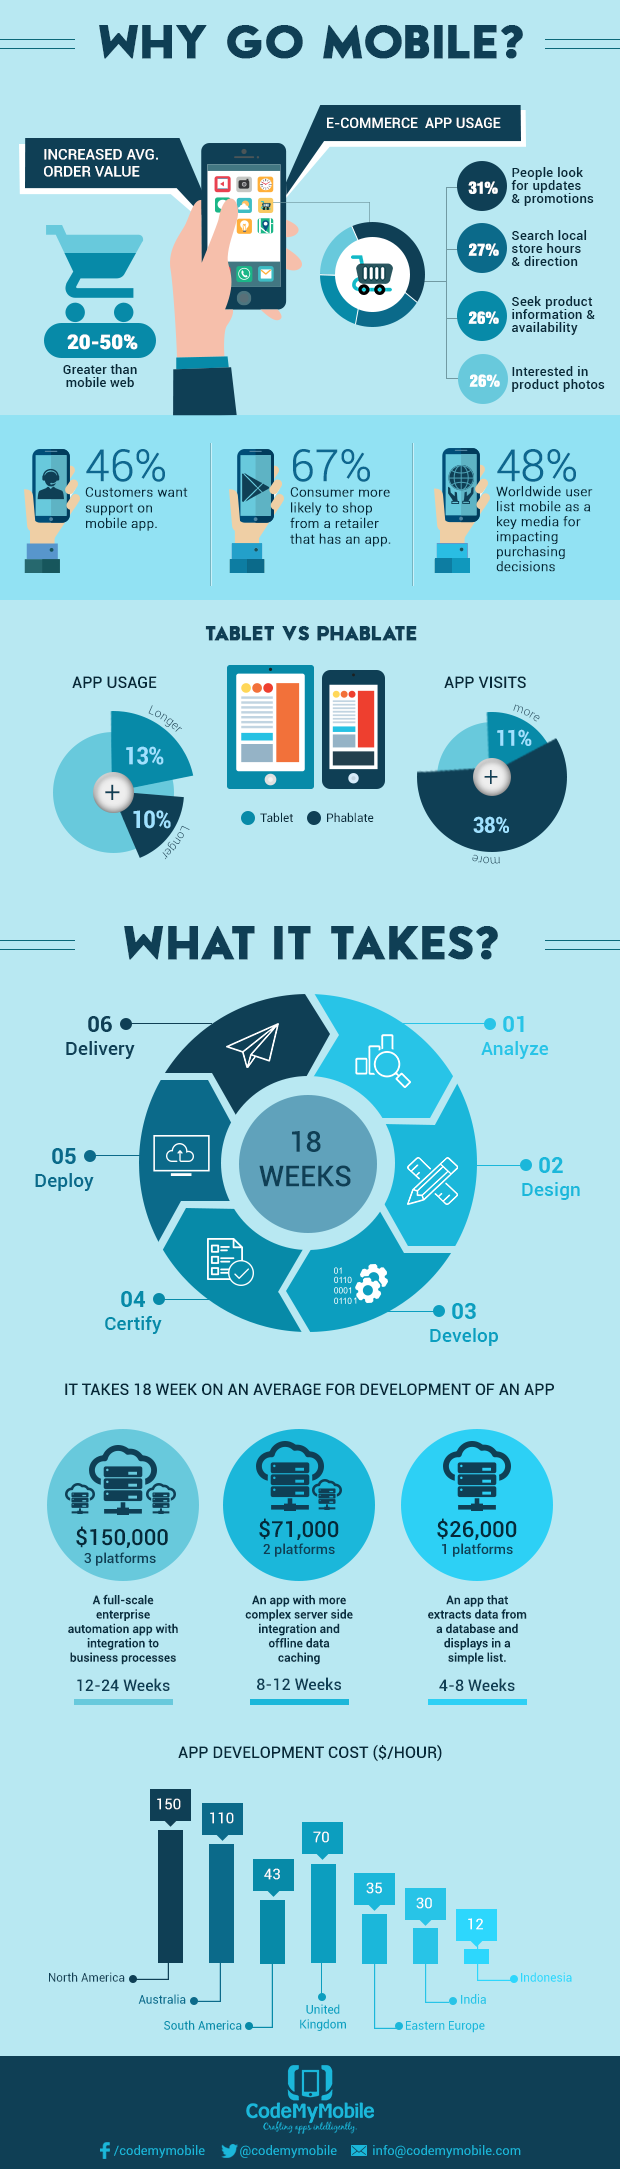 WHY GO MOBILE?
E-COMMERCE APP USAGE
INCREASED AVG.
ORDER VALUE
20-50%
Greater than
mobile web
31%
People look
for updates
& promotions
27%
Search local
store hours
& direction
26%
Seek product
information &
availability
26%
Interested in
product photos
46%
Customers want
support on
mobile app.
67%
Consumer more
likely to shop
from a retailer
that has an app.
48%
Worldwide user
list mobile as a
key media for
impacting
purchasing
decisions
TABLET VS PHABLATE
APP USAGE
Longer
13%
10%
Longer
Tablet
Phablate
APP VISITS
more
11%
38%
more
WHAT IT TAKES?
18
WEEKS
01
Analyze
02
Design
03
Develop
01
0110
0001
01101
04
Certify
05
Deploy
06
Delivery
IT TAKES 18 WEEK ON AN AVERAGE FOR DEVELOPMENT OF AN APP
$150,000
3 platforms
A full-scale
enterprise
automation app with
integration to
business processes
12-24 Weeks
$71,000
2 platforms
An app with more
complex server side
integration and
offline data
caching
8-12 Weeks
$26,000
1 platforms
An app that
extracts data from
a database and
displays in a
simple list.
4-8 Weeks
APP DEVELOPMENT COST ($/HOUR)
150
110
43
70
35
30
12
North America
Australia
South America
United
Kingdom
Eastern Europe
India
Indonesia
CodeMyMobile
Crafting apps intelligently.
/codemymobile
@codemymobile
info@codemymobile.com